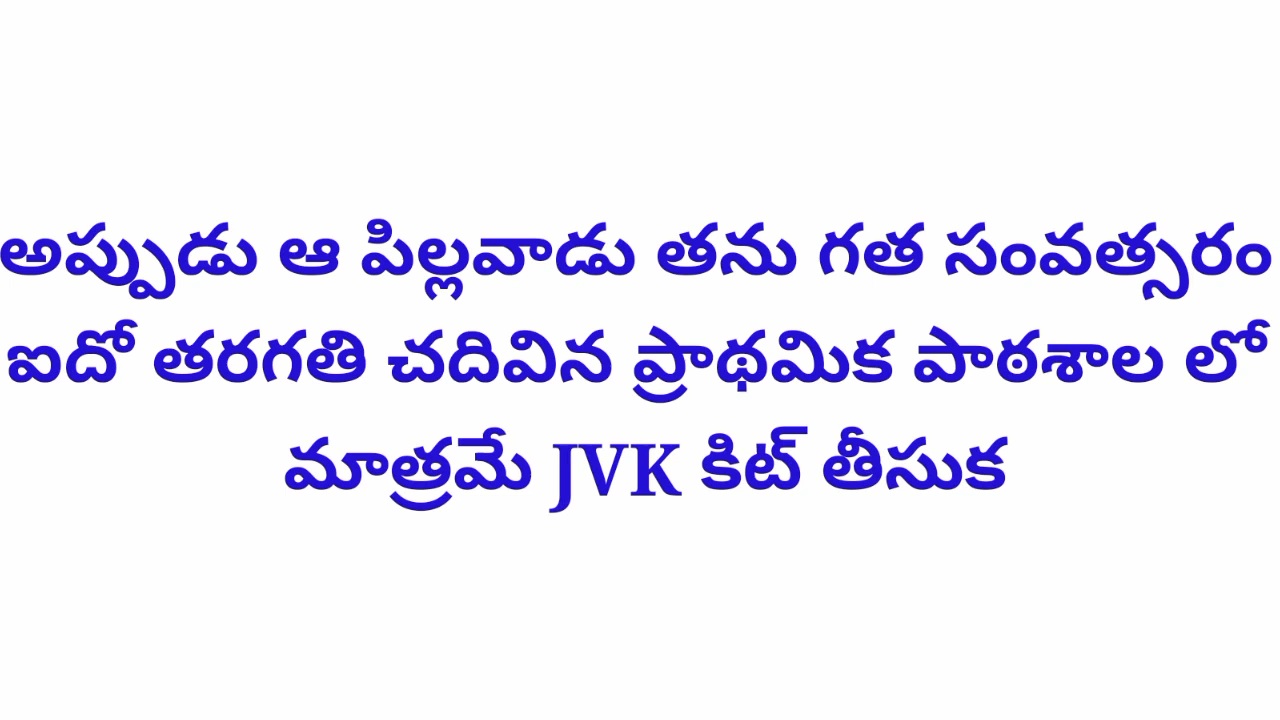 అప్పుడు ఆ పిల్లవాడు తను గత సంవత్సరం
ఐదో తరగతి చదివిన ప్రాథమిక పాఠశాల లో
మాత్రమే JVK కిట్ తీసుక